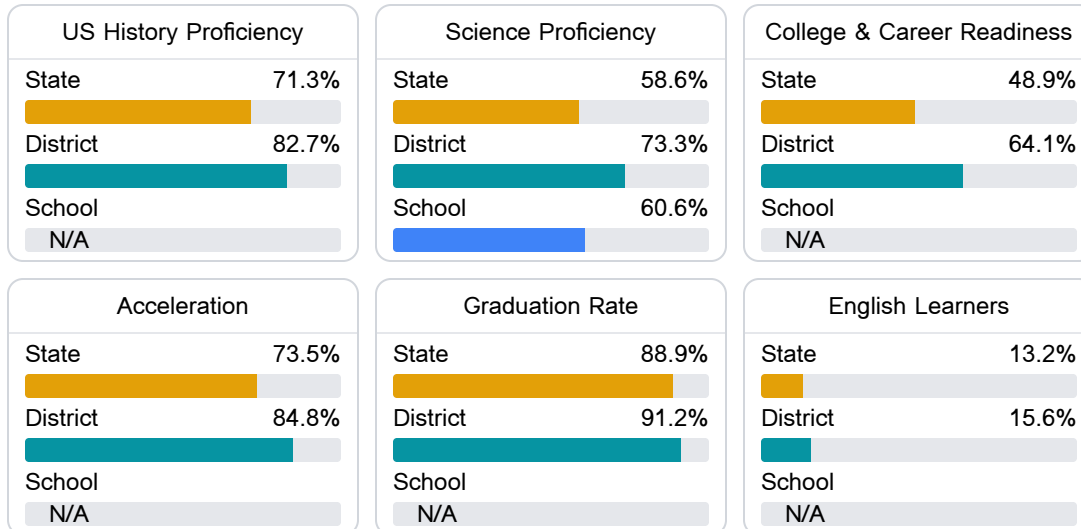 US History Proficiency
State 71.3%
District 82.7%
School
N/A
Science Proficiency
State 58.6%
District 73.3%
School 60.6%
College & Career Readiness
State 48.9%
District 64.1%
School
N/A
Acceleration
State 73.5%
District 84.8%
School
N/A
Graduation Rate
State 88.9%
District 91.2%
School
N/A
English Learners
State 13.2%
District 15.6%
School
N/A